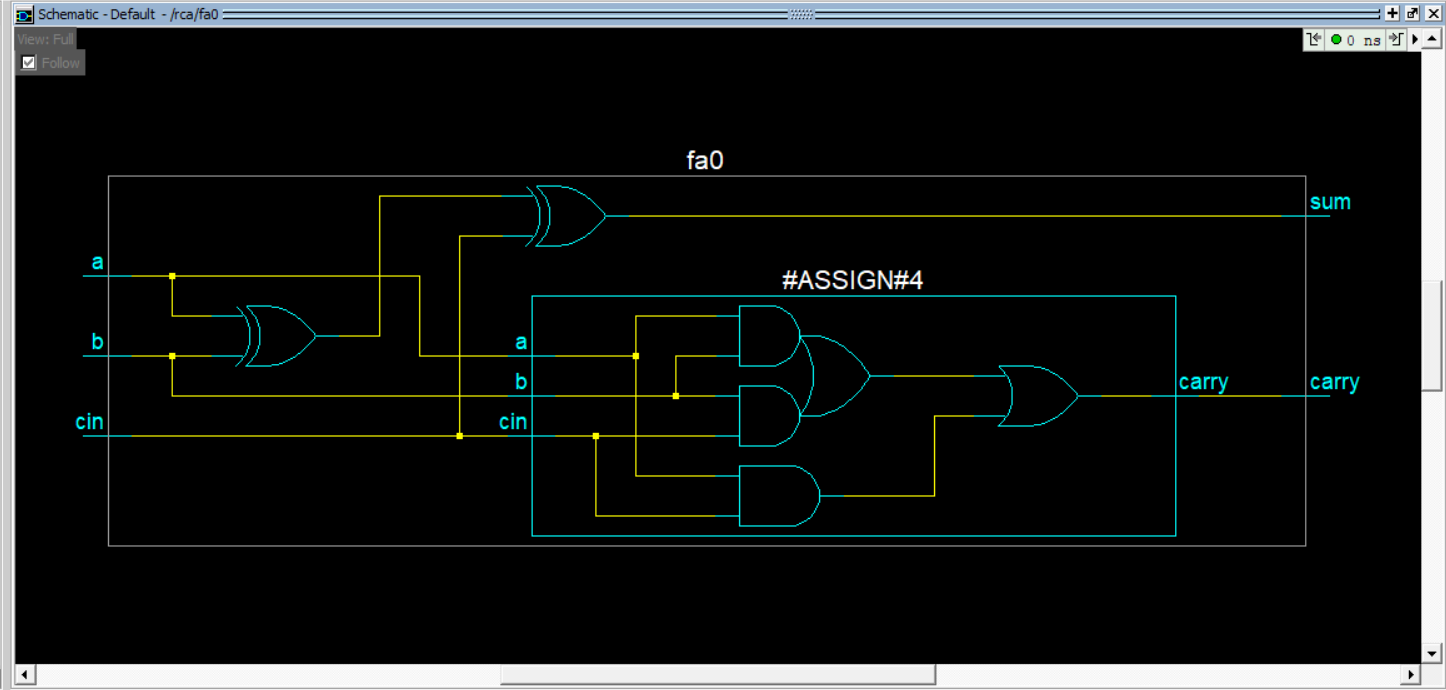 Schematic - Default - /rca/fa0
View: Full
0 ns
Follow
fa0
sum
a
#ASSIGN#4
b
a
b
carry
carry
cin
cin